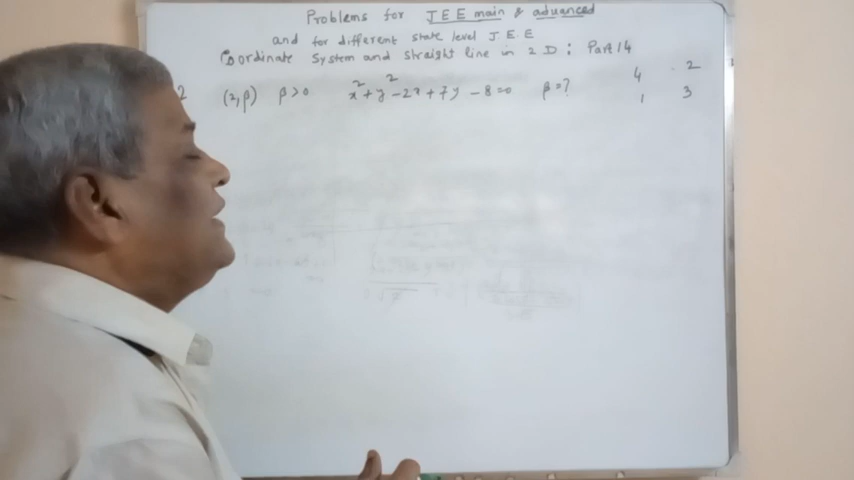 Problems for JEE main & advanced
and for different state level J.E.E
Coordinate System and straight line in 2 D : Part 14
2 (2, β) β > 0 x² + y² - 2x + 7y - 8 = 0 β = ? 4 2
1 3